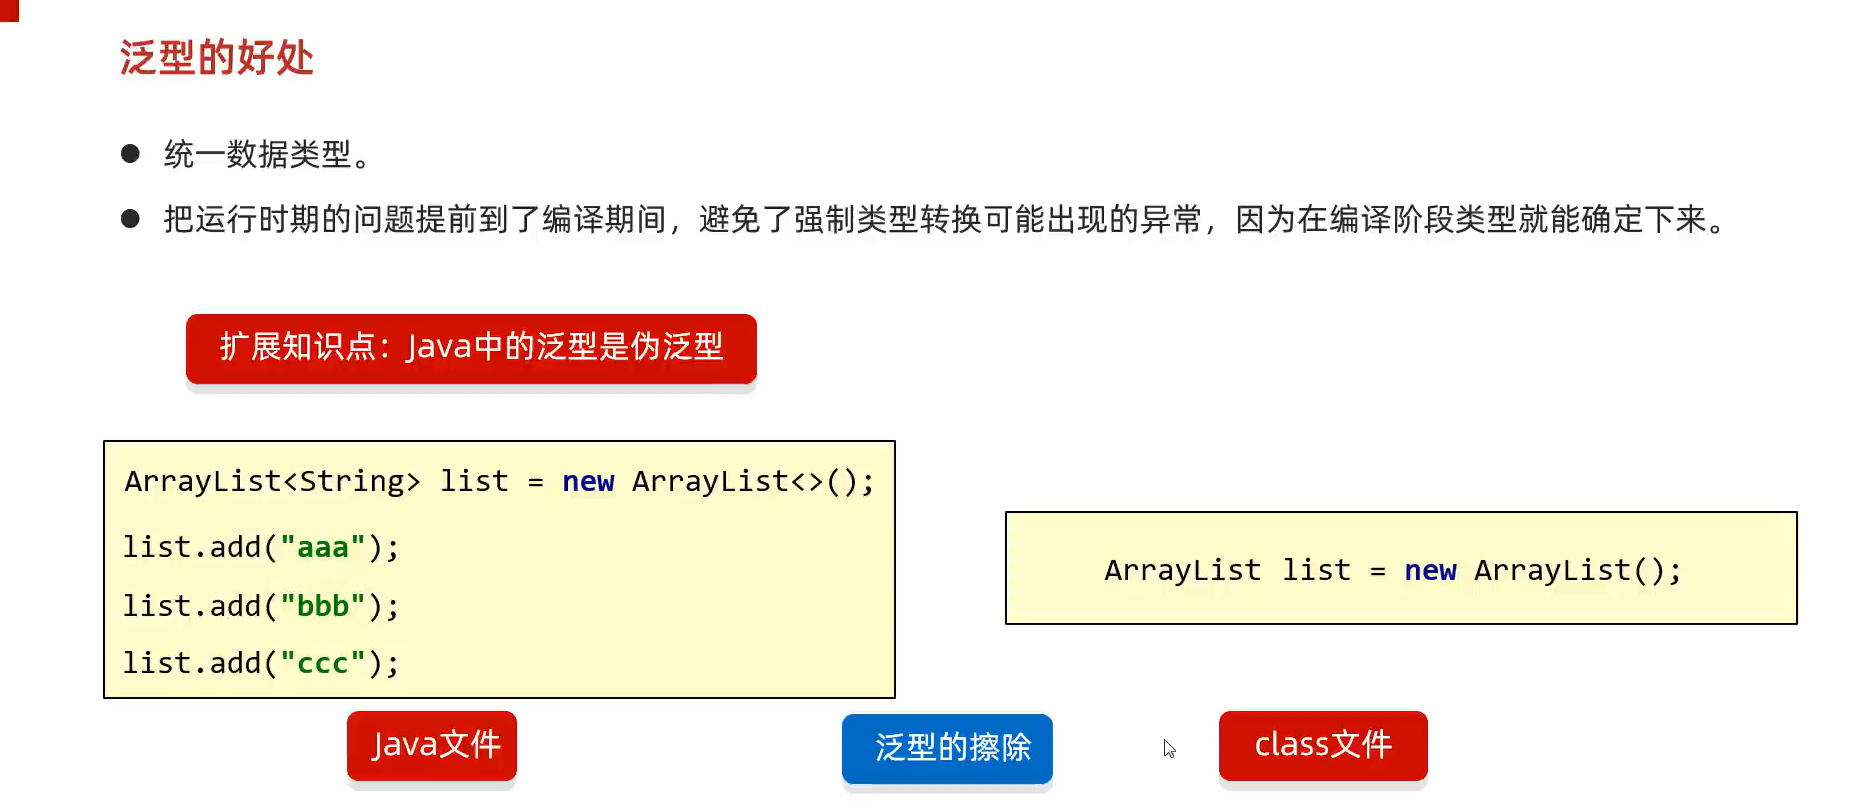 泛型的好处
● 统一数据类型。
● 把运行时期的问题提前到了编译期间，避免了强制类型转换可能出现的异常，因为在编译阶段类型就能确定下来。
扩展知识点：Java中的泛型是伪泛型
ArrayList<String> list = new ArrayList<>();
list.add("aaa");
list.add("bbb");
list.add("ccc");
ArrayList list = new ArrayList();
Java文件
泛型的擦除
class文件